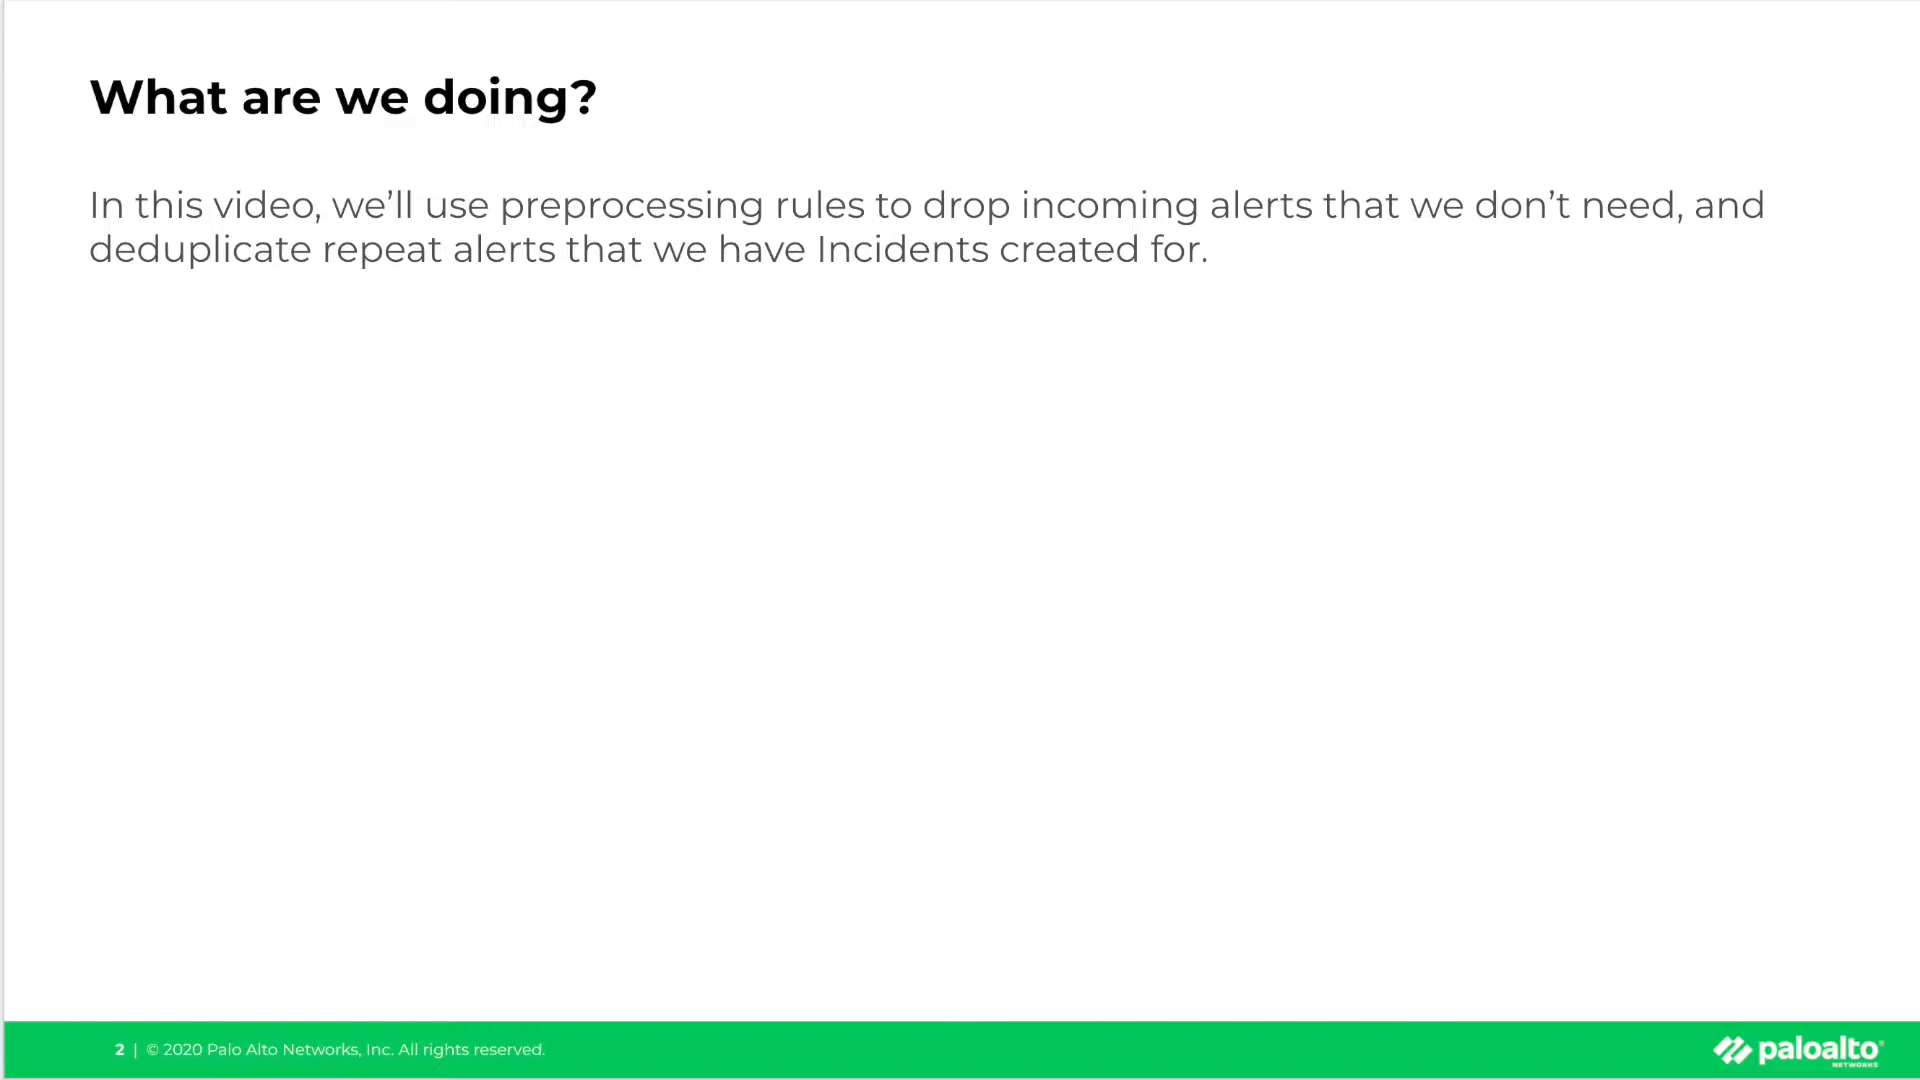 What are we doing?
In this video, we’ll use preprocessing rules to drop incoming alerts that we don’t need, and
deduplicate repeat alerts that we have Incidents created for.
2 | © 2020 Palo Alto Networks, Inc. All rights reserved.
paloalto®
NETWORKS